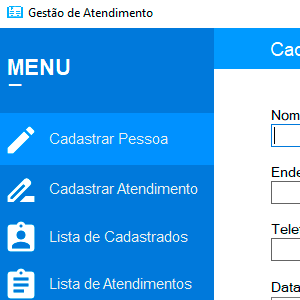 Gestão de Atendimento
MENU
Cadastrar Pessoa
Cadastrar Atendimento
Lista de Cadastrados
Lista de Atendimentos
Cad
Nom
Ende
Telef
Data